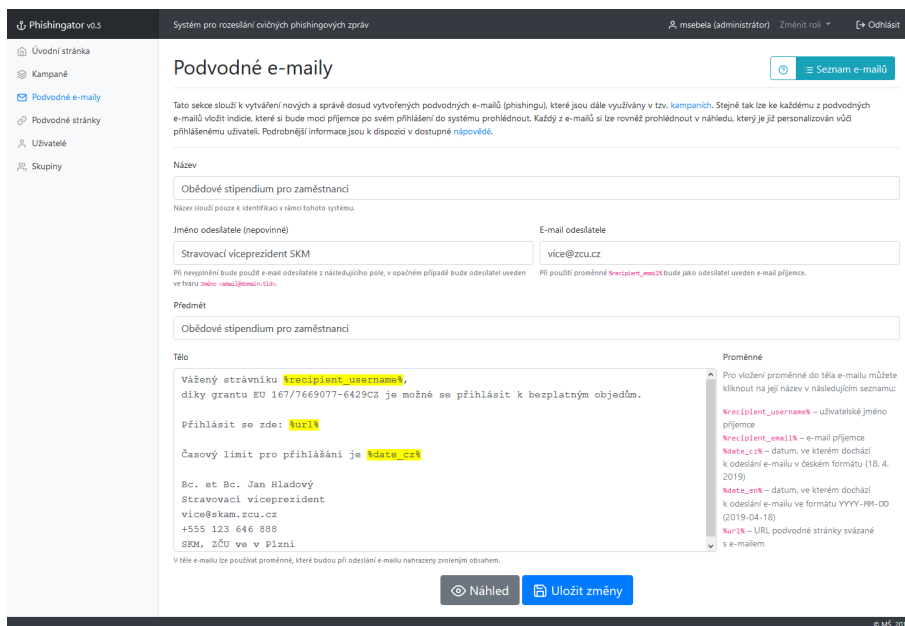 Phishingator v0.5
Systém pro rozesílání cvičných phishingových zpráv
msebela (administrátor) Změnit roli
Odhlásit
Úvodní stránka
Kampaně
Podvodné e-maily
Podvodné stránky
Uživatelé
Skupiny
Podvodné e-maily
Seznam e-mailů
Tato sekce slouží k vytváření nových a správě dosud vytvořených podvodných e-mailů (phishingu), které jsou dále využívány v tzv. kampaních. Stejně tak lze ke každému z podvodných
e-mailů vložit indicie, které si bude moci příjemce po svém přihlášení do systému prohlédnout. Každý z e-mailů si lze rovněž prohlédnout v náhledu, který je již personalizován vůči
přihlášenému uživateli. Podrobnější informace jsou k dispozici v dostupné nápovědě.
Název
Obědové stipendium pro zaměstnanci
Název slouží pouze k identifikaci v rámci tohoto systému.
Jméno odesílatele (nepovinné)
Stravovací viceprezident SKM
Při nevyplnění bude použit e-mail odesílatele z následujícího pole, v opačném případě bude odesílatel uveden
ve tvaru Jméno <email@domain.tld>.
E-mail odesílatele
vice@zcu.cz
Při použití proměnné %recipient_email% bude jako odesílatel uveden e-mail příjemce.
Předmět
Obědové stipendium pro zaměstnanci
Tělo
Vážený strávníku %recipient_username%,
díky grantu EU 167/7669077-6429CZ je možné se přihlásit k bezplatným objedům.
Přihlásit se zde: %url%
Časový limit pro přihlášání je %date_cz%
Bc. et Bc. Jan Hladový
Stravovací viceprezident
vice@skam.zcu.cz
+555 123 646 888
SKM, ZČU ve v Plzni
V těle e-mailu lze používat proměnné, které budou při odeslání e-mailu nahrazeny zvoleným obsahem.
Proměnné
Pro vložení proměnné do těla e-mailu můžete
kliknout na její název v následujícím seznamu:
%recipient_username% – uživatelské jméno
příjemce
%recipient_email% – e-mail příjemce
%date_cz% – datum, ve kterém dochází
k odeslání e-mailu v českém formátu (18. 4.
2019)
%date_en% – datum, ve kterém dochází
k odeslání e-mailu ve formátu YYYY-MM-DD
(2019-04-18)
%url% – URL podvodné stránky svázané
s e-mailem
Náhled
Uložit změny
© MŠ,